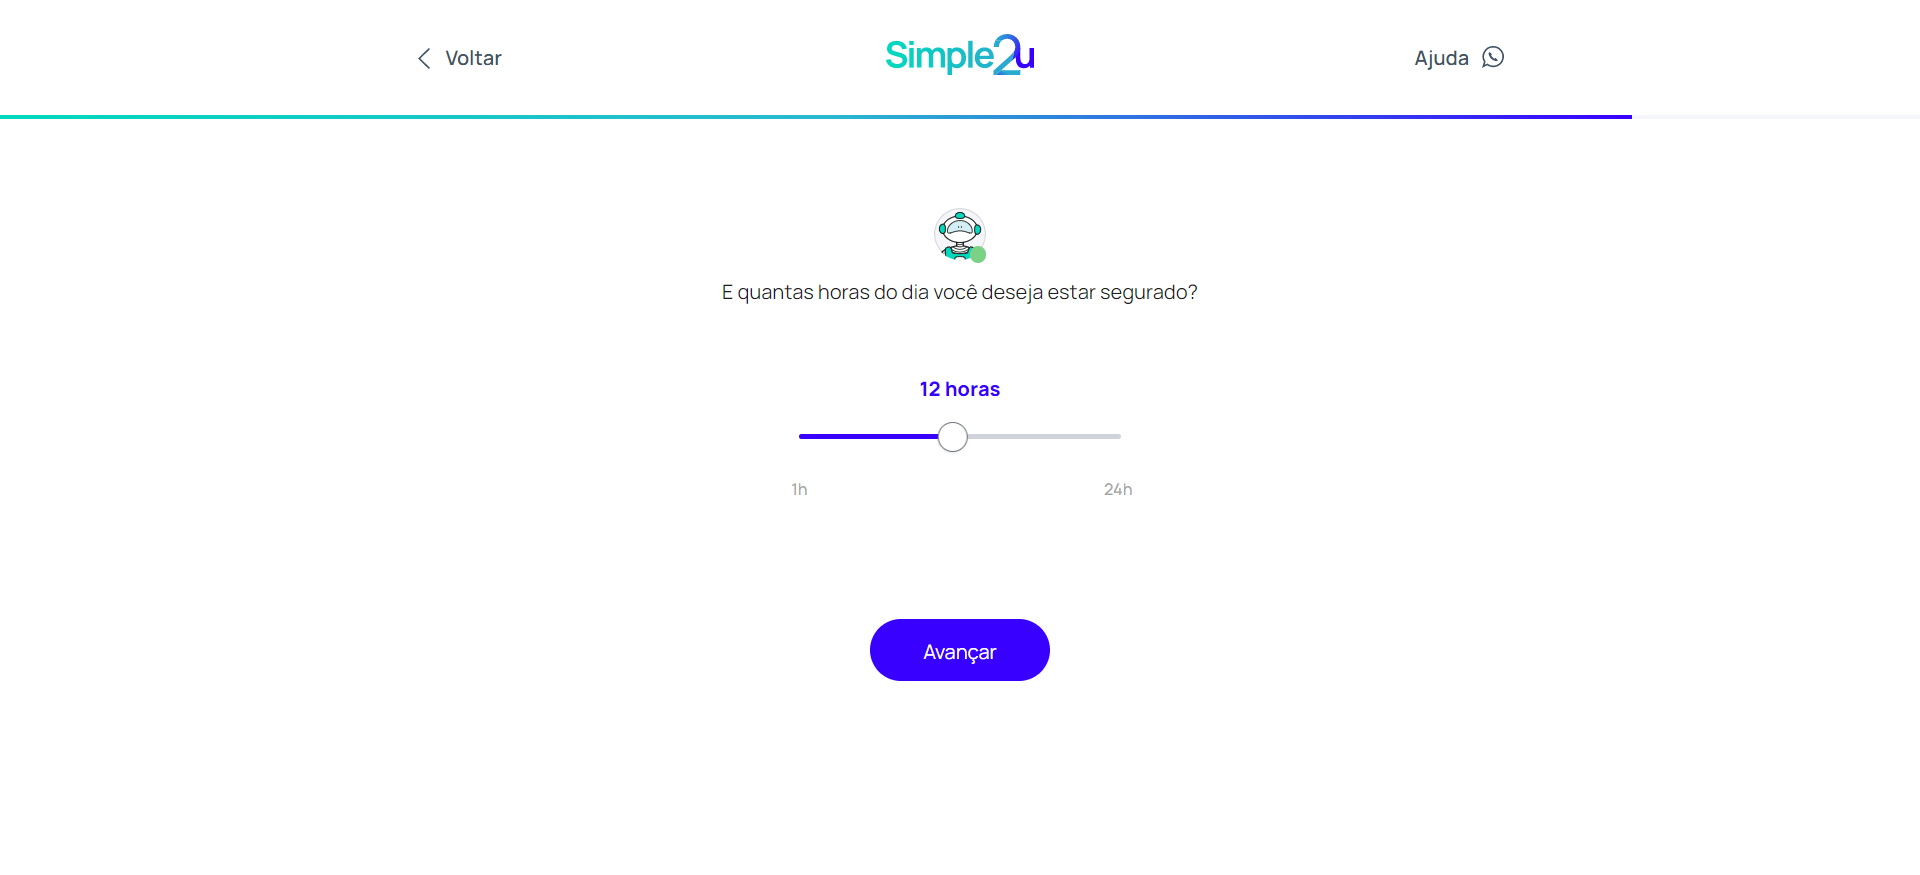 Voltar
Simple2u
Ajuda
E quantas horas do dia você deseja estar segurado?
12 horas
1h
24h
Avançar